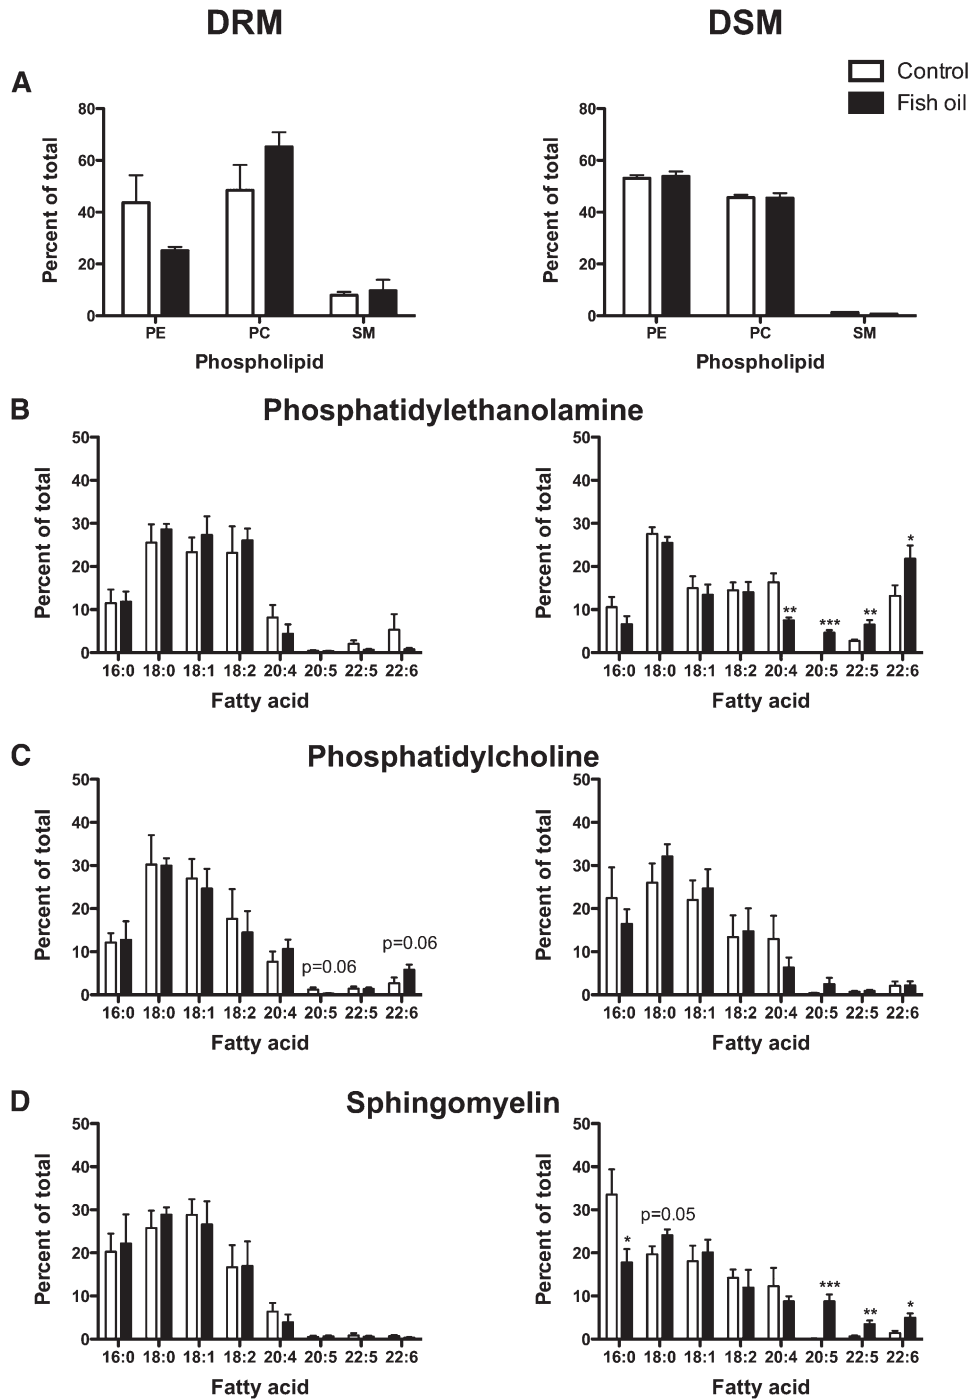 DRM DSM
Control
Fish oil
A
80
60
40
20
0
Percent of total
PE PC SM
Phospholipid
80
60
40
20
0
Percent of total
PE PC SM
Phospholipid
B Phosphatidylethanolamine
50
40
30
20
10
0
Percent of total
16:0 18:0 18:1 18:2 20:4 20:5 22:5 22:6
Fatty acid
50
40
30
20
10
0
Percent of total
** *** ** *
16:0 18:0 18:1 18:2 20:4 20:5 22:5 22:6
Fatty acid
C Phosphatidylcholine
50
40
30
20
10
0
Percent of total
p=0.06
p=0.06
16:0 18:0 18:1 18:2 20:4 20:5 22:5 22:6
Fatty acid
50
40
30
20
10
0
Percent of total
16:0 18:0 18:1 18:2 20:4 20:5 22:5 22:6
Fatty acid
D Sphingomyelin
50
40
30
20
10
0
Percent of total
16:0 18:0 18:1 18:2 20:4 20:5 22:5 22:6
Fatty acid
50
40
30
20
10
0
Percent of total
p=0.05
* *** ** *
16:0 18:0 18:1 18:2 20:4 20:5 22:5 22:6
Fatty acid